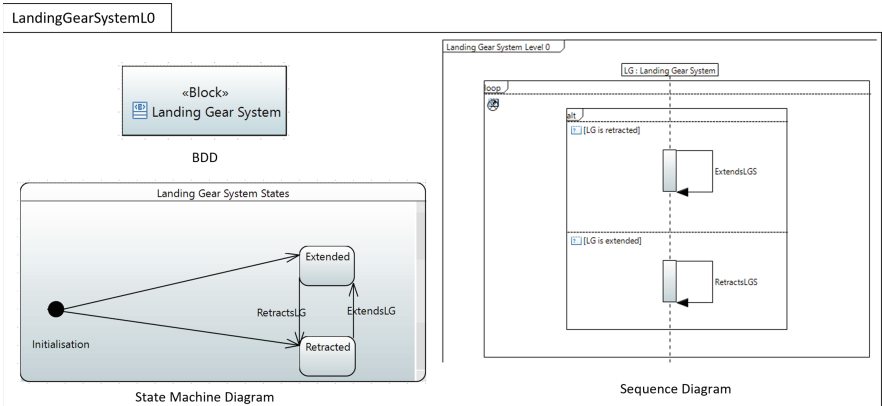 LandingGearSystemL0
«Block»
Landing Gear System
BDD
Landing Gear System States
Extended
RetractsLG
ExtendsLG
Initialisation
Retracted
State Machine Diagram
Landing Gear System Level 0
LG : Landing Gear System
loop
alt
[LG is retracted]
ExtendsLGS
[LG is extended]
RetractsLGS
Sequence Diagram